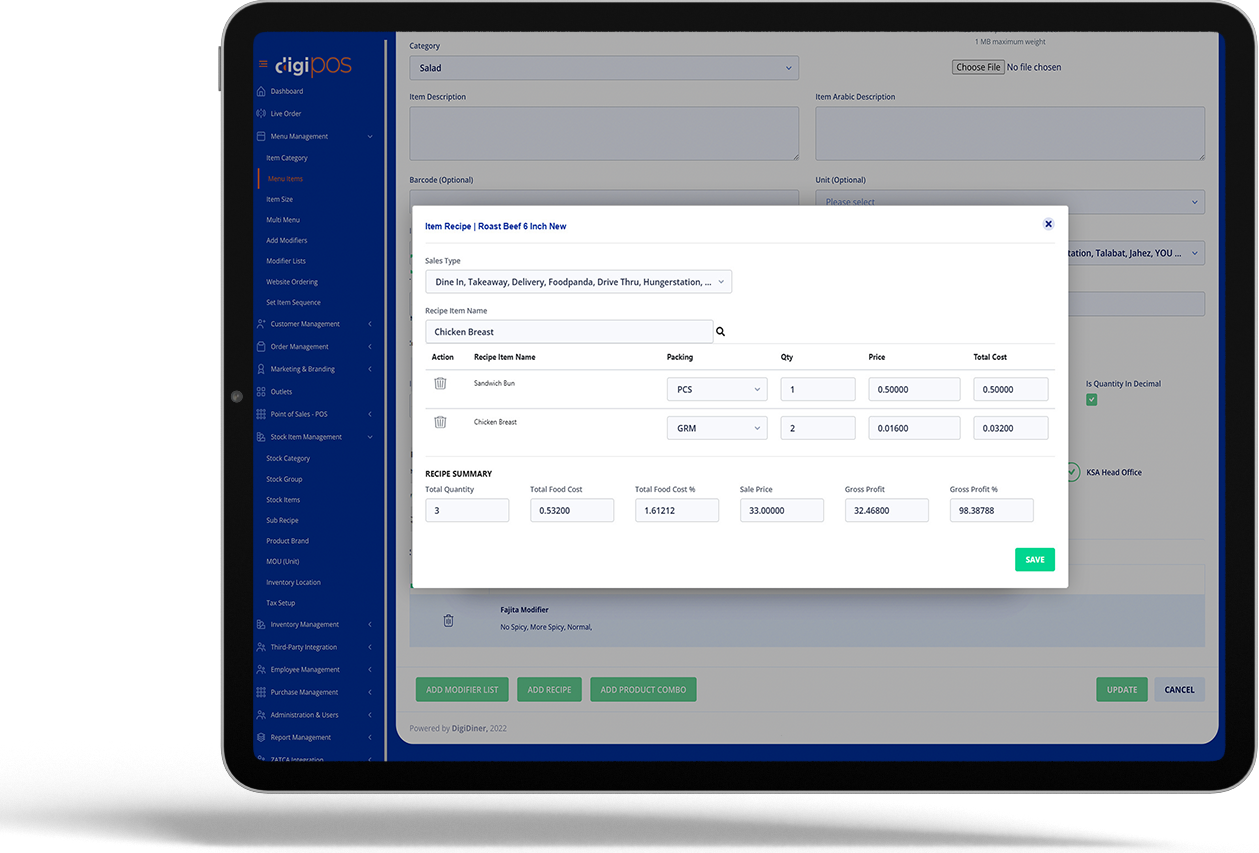 digipos
Dashboard
Live Order
Menu Management
Item Category
Menu Items
Item Size
Multi Menu
Add Modifiers
Modifier Lists
Website Ordering
Set Item Sequence
Customer Management
Order Management
Marketing & Branding
Outlets
Point of Sales - POS
Stock Item Management
Stock Category
Stock Group
Stock Items
Sub Recipe
Product Brand
MOU (Unit)
Inventory Location
Tax Setup
Inventory Management
Third-Party Integration
Employee Management
Purchase Management
Administration & Users
Report Management
ZATCA Integration
Category
1 MB maximum weight
Salad
Choose File No file chosen
Item Description
Item Arabic Description
Barcode (Optional)
Unit (Optional)
Please select
Talabat, Jahez, YOU ...
Is Quantity In Decimal
KSA Head Office
Item Recipe | Roast Beef 6 Inch New
Sales Type
Dine In, Takeaway, Delivery, Foodpanda, Drive Thru, Hungerstation, ...
Recipe Item Name
Chicken Breast
Action Recipe Item Name Packing Qty Price Total Cost
Sandwich Bun PCS 1 0.50000 0.50000
Chicken Breast GRM 2 0.01600 0.03200
RECIPE SUMMARY
Total Quantity Total Food Cost Total Food Cost % Sale Price Gross Profit Gross Profit %
3 0.53200 1.61212 33.00000 32.46800 98.38788
SAVE
Fajita Modifier
No Spicy, More Spicy, Normal,
ADD MODIFIER LIST ADD RECIPE ADD PRODUCT COMBO UPDATE CANCEL
Powered by DigiDiner, 2022